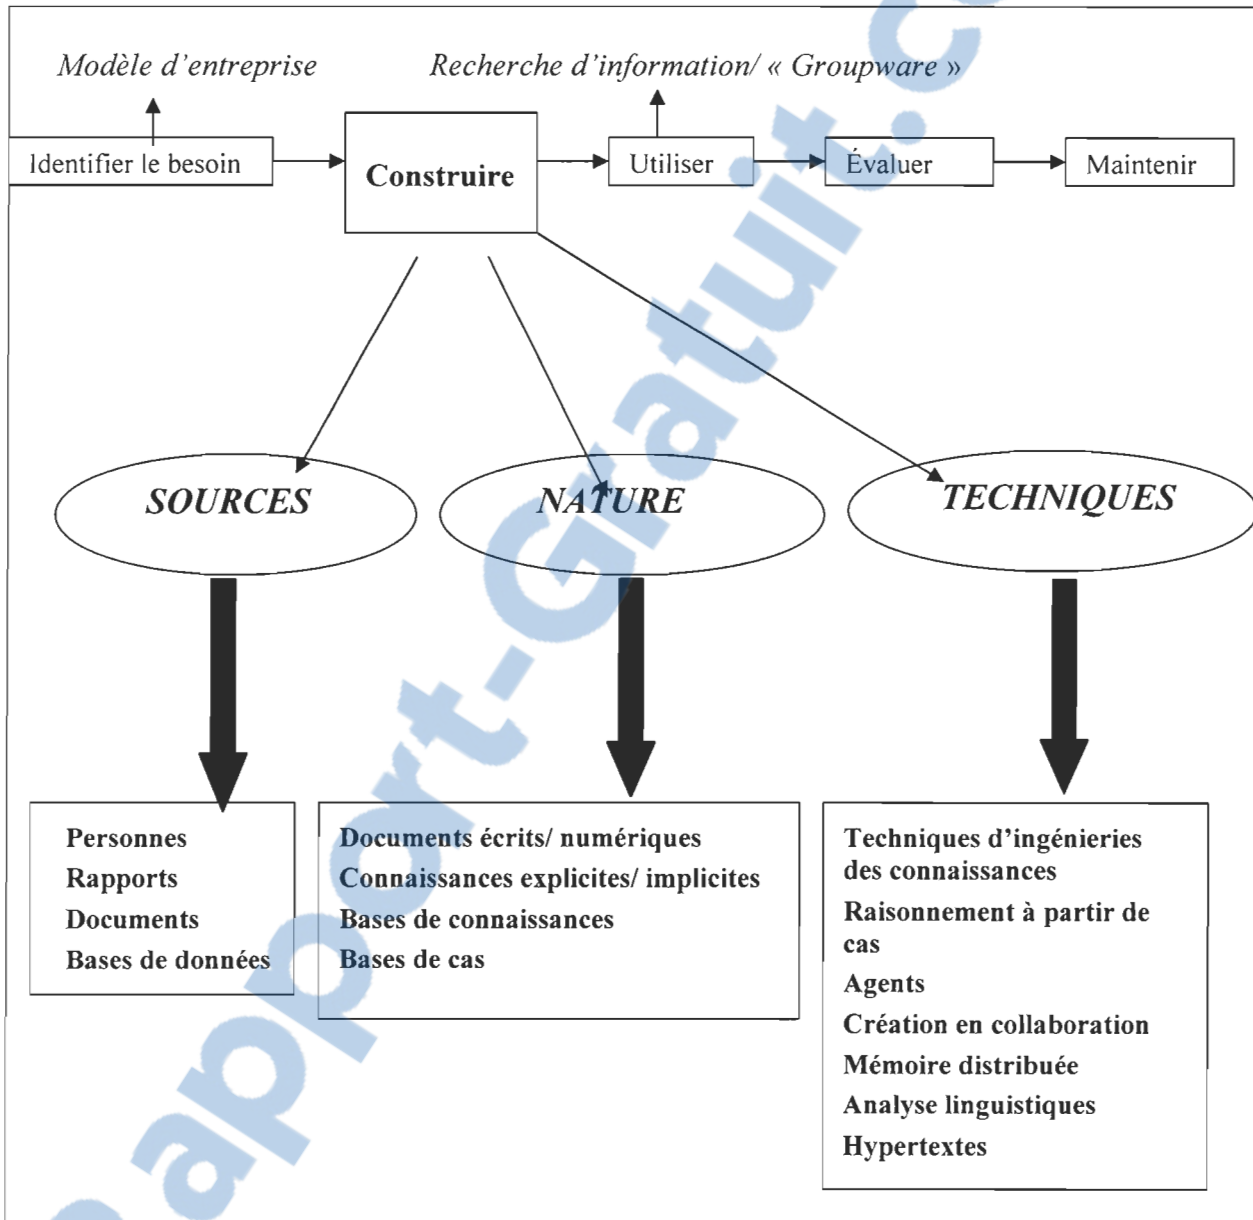 Modèle d'entreprise
Recherche d'information/ « Groupware »
Identifier le besoin
Construire
Utiliser
Évaluer
Maintenir
SOURCES
NATURE
TECHNIQUES
Personnes
Rapports
Documents
Bases de données
Documents écrits/ numériques
Connaissances explicites/ implicites
Bases de connaissances
Bases de cas
Techniques d'ingénieries
des connaissances
Raisonnement à partir de
cas
Agents
Création en collaboration
Mémoire distribuée
Analyse linguistiques
Hypertextes
apport-Gratuit.c